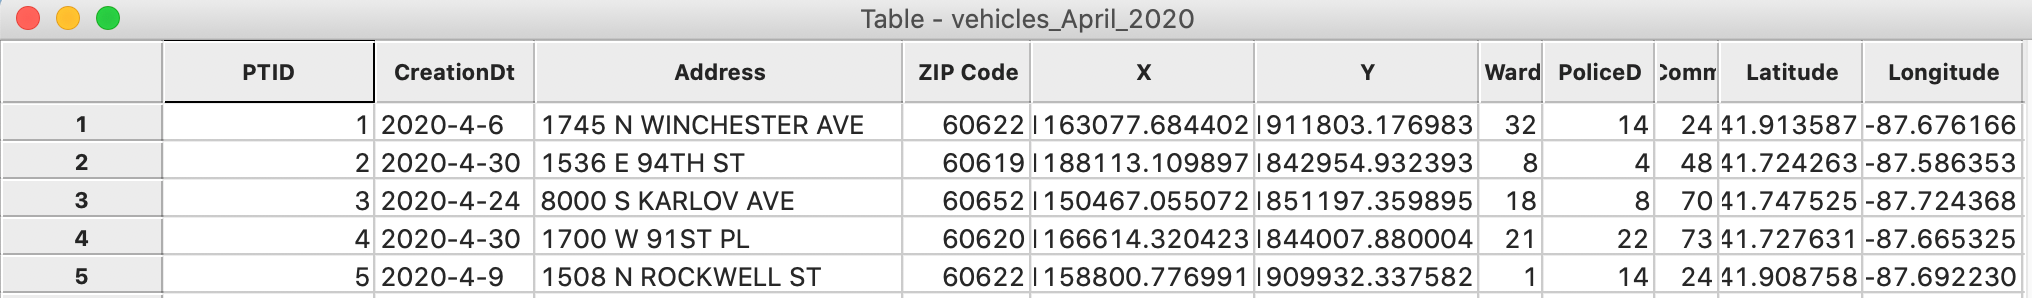 Table - vehicles_April_2020
PTID CreationDt Address ZIP Code X Y Ward PoliceD Comm Latitude Longitude
1 1 2020-4-6 1745 N WINCHESTER AVE 60622 1163077.684402 1911803.176983 32 14 24 41.913587 -87.676166
2 2 2020-4-30 1536 E 94TH ST 60619 1188113.109897 1842954.932393 8 4 48 41.724263 -87.586353
3 3 2020-4-24 8000 S KARLOV AVE 60652 1150467.055072 1851197.359895 18 8 70 41.747525 -87.724368
4 4 2020-4-30 1700 W 91ST PL 60620 1166614.320423 1844007.880004 21 22 73 41.727631 -87.665325
5 5 2020-4-9 1508 N ROCKWELL ST 60622 1158800.776991 1909932.337582 1 14 24 41.908758 -87.692230